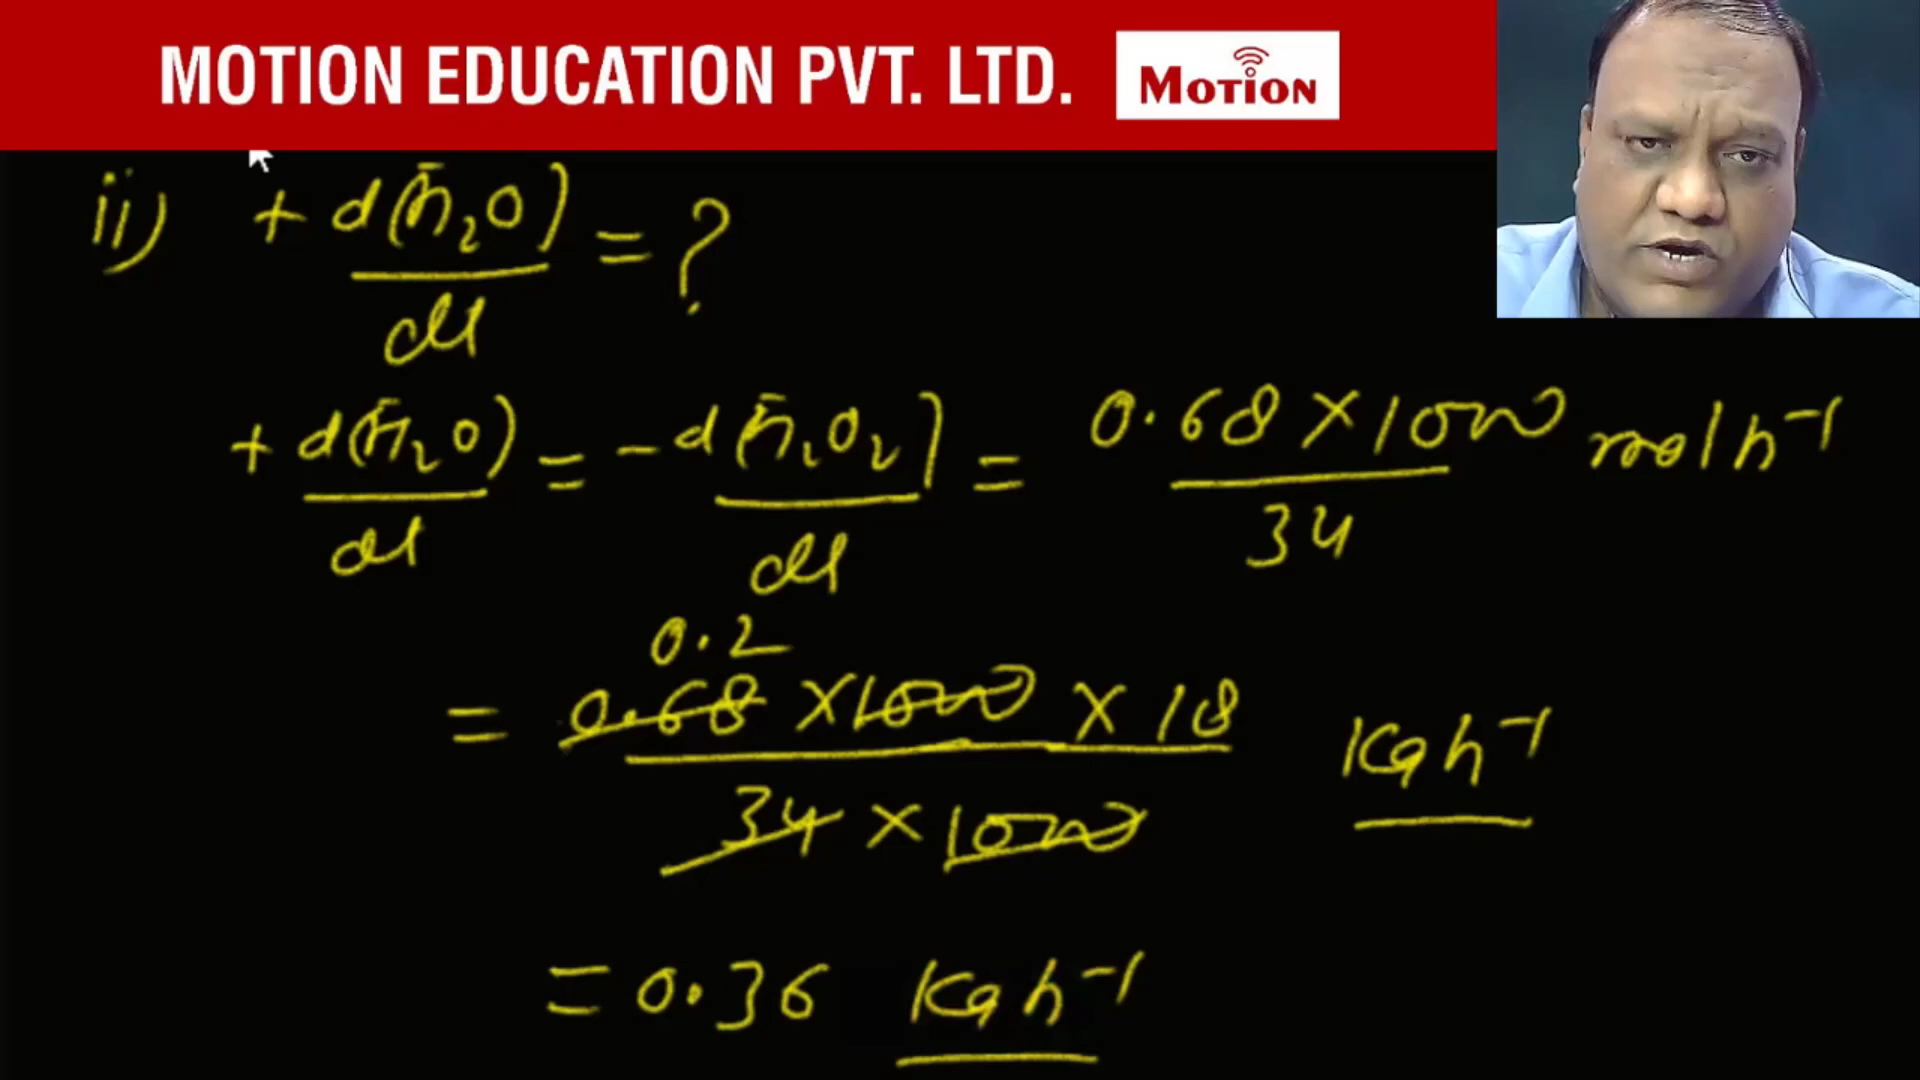 MOTION EDUCATION PVT. LTD. MOTION
ii) + d(H₂O)/dt = ?
+ d(H₂O)/dt = - d(H₂O₂)/dt = 0.68 × 1000/34 mol h⁻¹
0.2
= 0.68 × 1000 × 18/34 × 1000 Kg h⁻¹
= 0.36 Kg h⁻¹